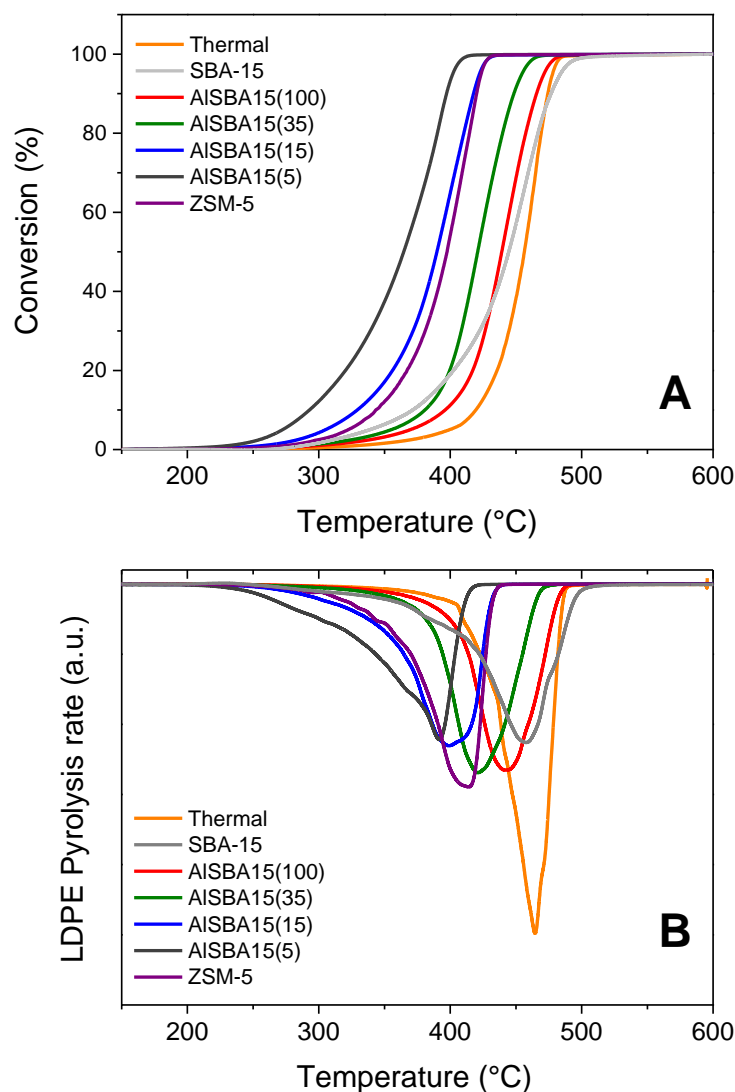 100
80
60
40
20
0
Conversion (%)
Thermal
SBA-15
AlSBA15(100)
AlSBA15(35)
AlSBA15(15)
AlSBA15(5)
ZSM-5
A
200 300 400 500 600
Temperature (°C)
LDPE Pyrolysis rate (a.u.)
Thermal
SBA-15
AlSBA15(100)
AlSBA15(35)
AlSBA15(15)
AlSBA15(5)
ZSM-5
B
200 300 400 500 600
Temperature (°C)